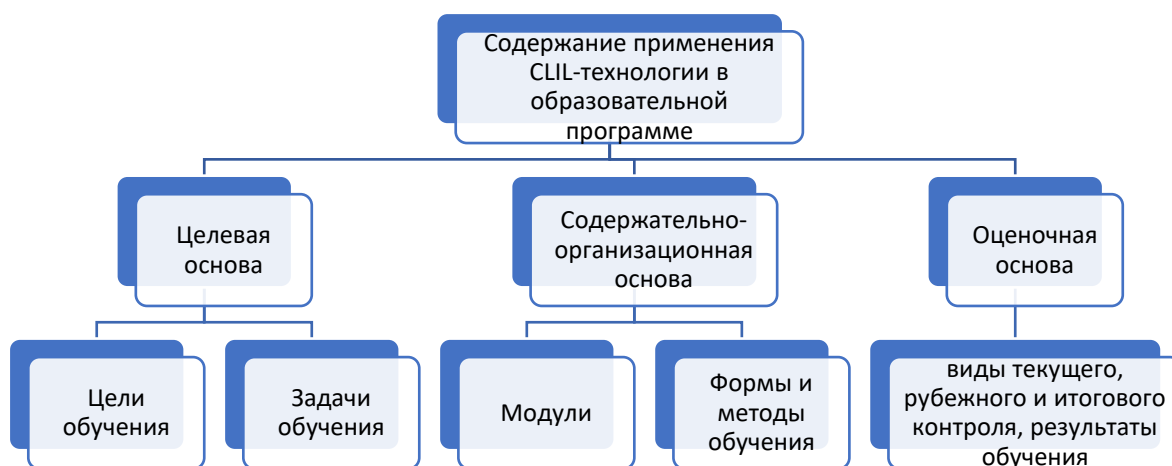 Содержание применения
CLIL-технологии в
образовательной
программе
Целевая
основа
Содержательно-
организационная
основа
Оценочная
основа
Цели
обучения
Задачи
обучения
Модули
Формы и
методы
обучения
виды текущего,
рубежного и итогового
контроля, результаты
обучения